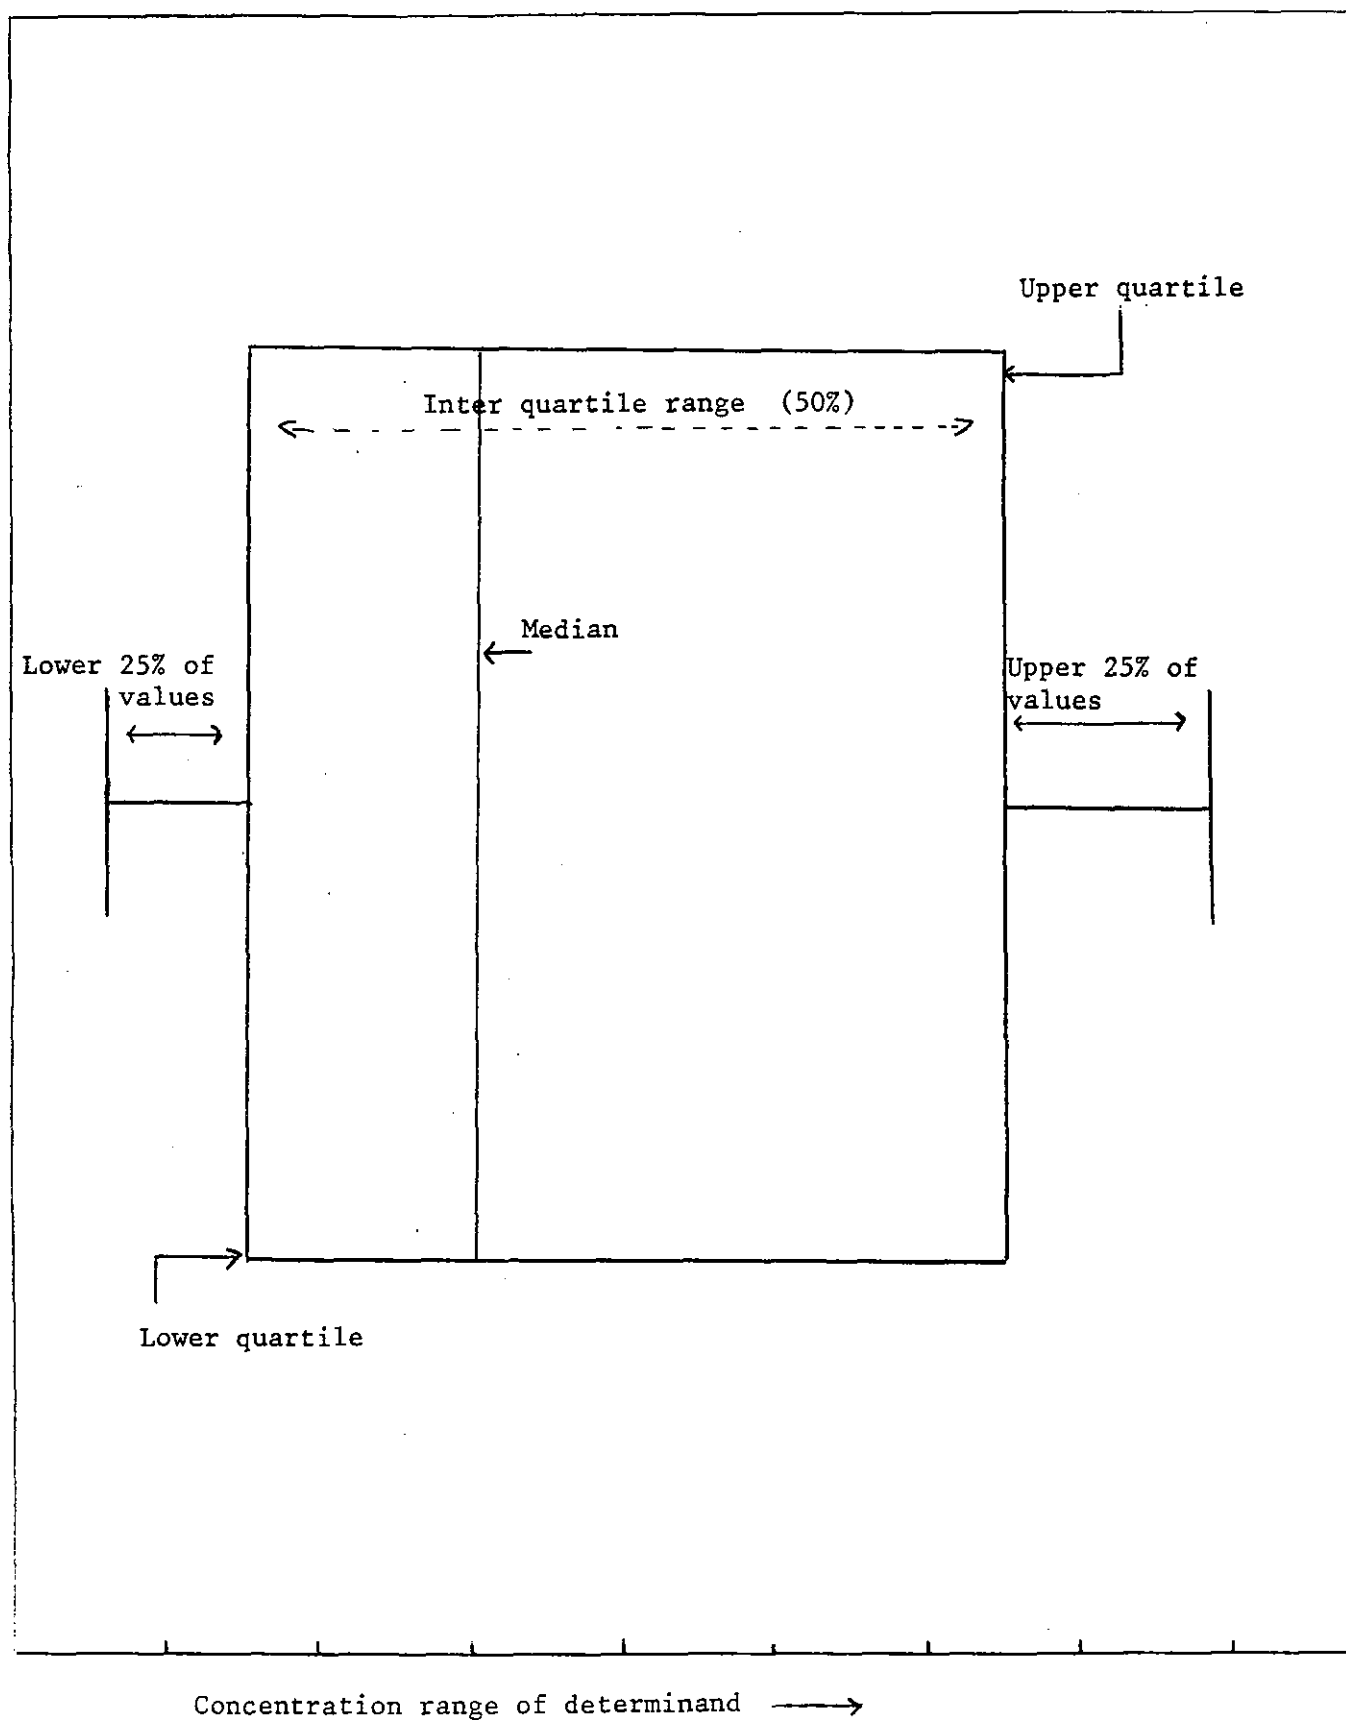 Upper quartile
Inter quartile range (50%)
Median
Lower 25% of
values
Upper 25% of
values
Lower quartile
Concentration range of determinand